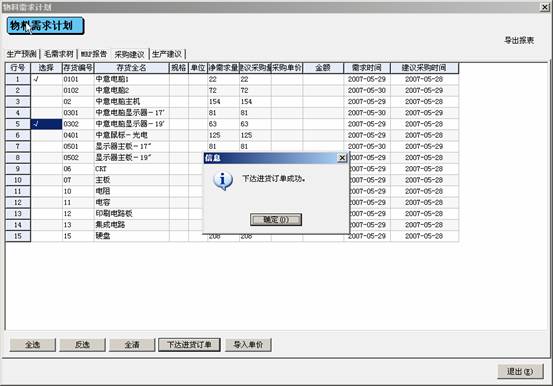 物料需求计划
物料需求计划
导出报表
生产预测 毛需求树 MRP报告 采购建议 生产建议
行号 选择 存货编号 存货全名 规格 单位 净需求量 建议采购量 采购单价 金额 需求时间 建议采购时间
1 √ 0101 中意电脑1 22 22 2007-05-29 2007-05-28
2 0102 中意电脑2 72 72 2007-05-30 2007-05-29
3 02 中意电脑主机 154 154 2007-05-29 2007-05-28
4 0301 中意电脑显示器-17' 81 81 2007-05-30 2007-05-29
5 √ 0302 中意电脑显示器-19' 63 63 2007-05-29 2007-05-28
6 0401 中意鼠标-光电 125 125 2007-05-29 2007-05-28
7 0501 显示器主板-17" 81 81 2007-05-30 2007-05-29
8 0502 显示器主板-19" 2007-05-29 2007-05-28
9 06 CRT 2007-05-29 2007-05-28
10 07 主板 2007-05-29 2007-05-28
11 10 电阻 2007-05-29 2007-05-28
12 11 电容 2007-05-29 2007-05-28
13 12 印刷电路板 2007-05-29 2007-05-28
14 13 集成电路 2007-05-29 2007-05-28
15 15 硬盘 208 208 2007-05-29 2007-05-28
信息
下达进货订单成功。
确定(O)
全选 反选 全清 下达进货订单 导入单价
退出(E)